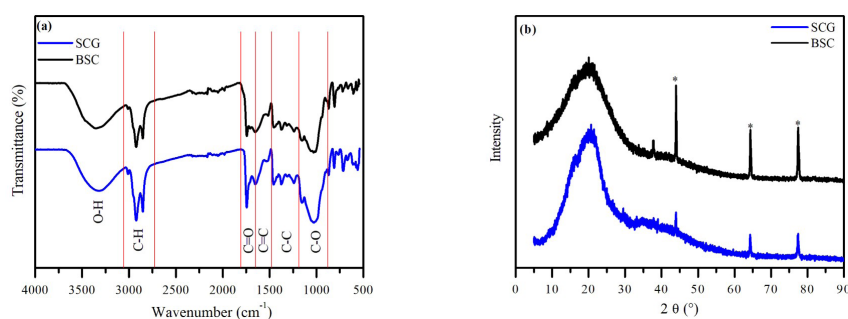 (a)
SCG
BSC
Transmittance (%)
O-H
C-H
C=O
C=C
C-C
C-O
4000 3500 3000 2500 2000 1500 1000 500
Wavenumber (cm-1)
(b)
SCG
BSC
Intensity
*
*
*
0 10 20 30 40 50 60 70 80 90
2 θ (°)